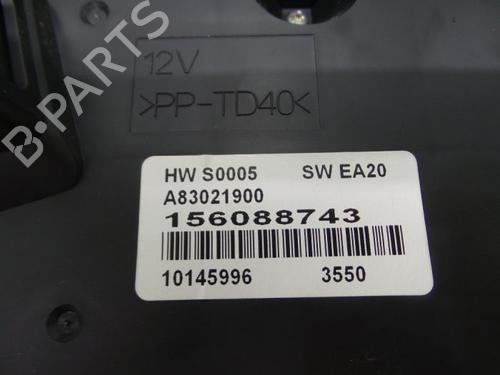 12V
>PP-TD40<
HW S0005 SW EA20
A83021900
156088743
10145996 3550
B PARTS